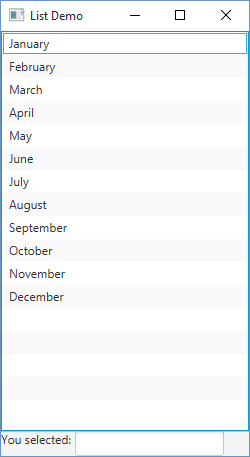 List Demo
January
February
March
April
May
June
July
August
September
October
November
December
You selected: